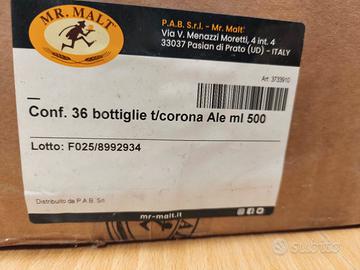 MR. MALT®
P.A.B. S.r.l. - Mr. Malt®
Via V. Menazzi Moretti, 4 int. 4
33037 Pasian di Prato (UD) - ITALY
Art. 3733910
Conf. 36 bottiglie t/corona Ale ml 500
Lotto: F025/8992934
Distribuito da P.A.B. Srl
mr-malt.it
subito